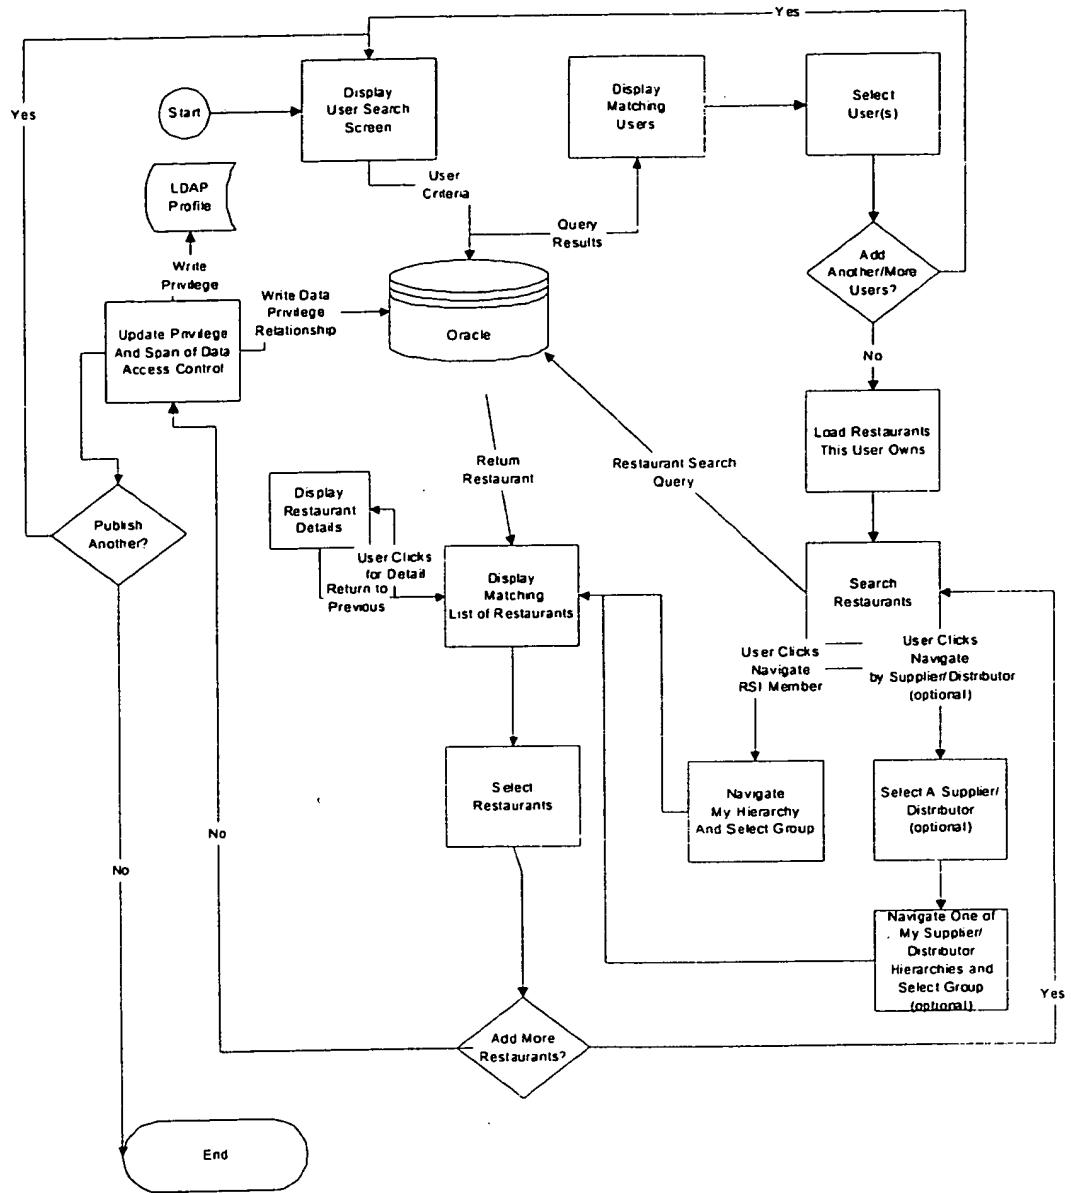 Yes
Yes
Start
Display
User Search
Screen
Display
Matching
Users
Select
User(s)
LDAP
Profile
User
Criteria
Query
Results
Write
Privilege
Write Data
Privilege
Relationship
Add
Another/More
Users?
Update Privilege
And Span of Data
Access Control
Oracle
No
Load Restaurants
This User Owns
Return
Restaurant
Restaurant Search
Query
Display
Restaurant
Details
Publish
Another?
User Clicks
for Detail
Return to
Previous
Display
Matching
List of Restaurants
Search
Restaurants
User Clicks
Navigate
RSI Member
User Clicks
Navigate
by Supplier/Distributor
(optional)
Select
Restaurants
Navigate
My Hierarchy
And Select Group
Select A Supplier/
Distributor
(optional)
No
No
Navigate One of
My Supplier/
Distributor
Hierarchies and
Select Group
(optional)
Yes
Add More
Restaurants?
End